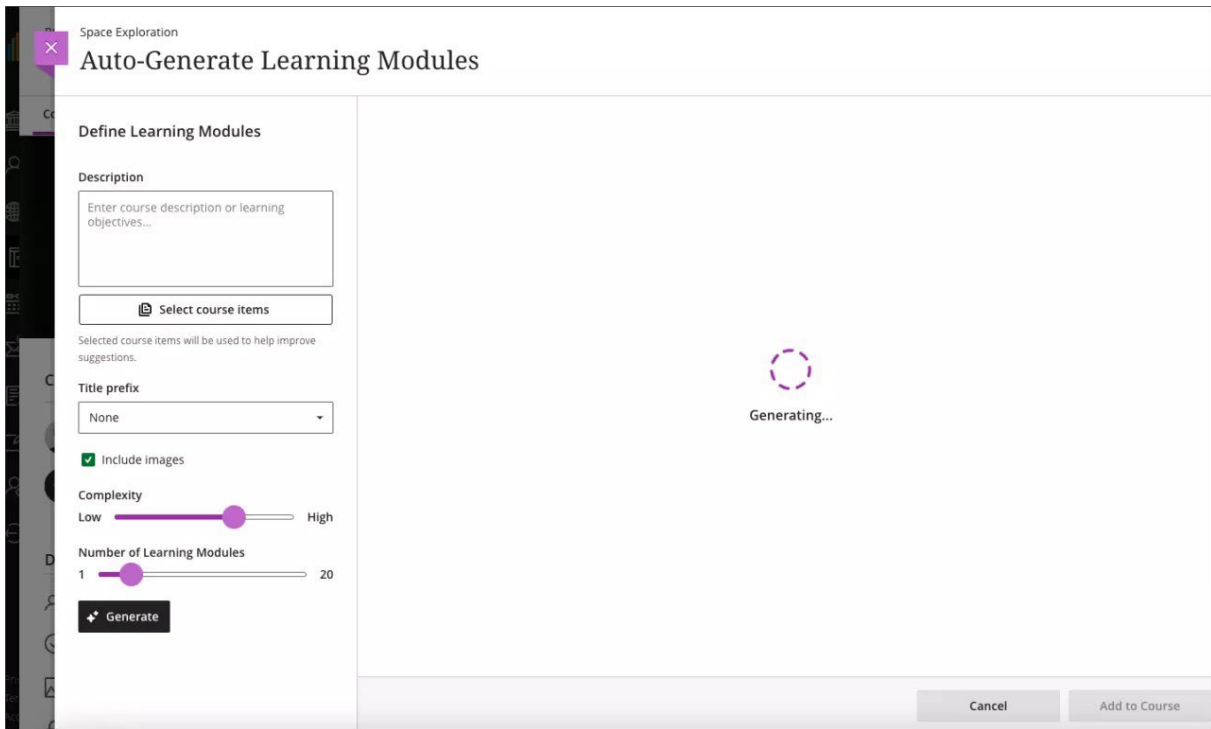 Space Exploration
Auto-Generate Learning Modules
Define Learning Modules
Description
Enter course description or learning
objectives...
Select course items
Selected course items will be used to help improve
suggestions.
Title prefix
None
Include images
Complexity
Low High
Number of Learning Modules
1 20
Generate
Generating...
Cancel Add to Course